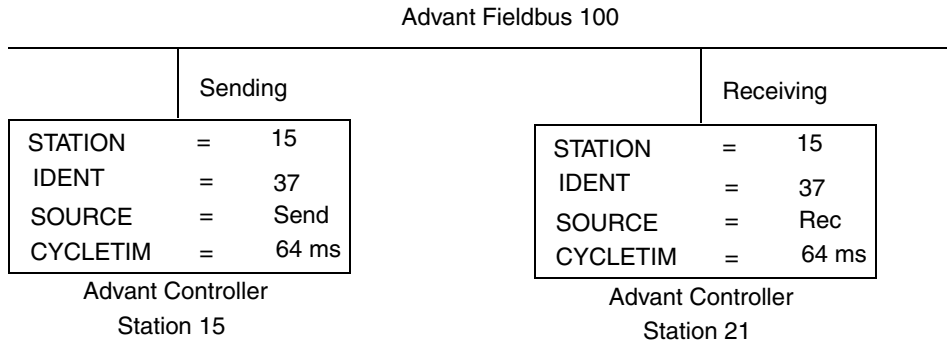 Advant Fieldbus 100
Sending
STATION = 15
IDENT = 37
SOURCE = Send
CYCLETIM = 64 ms
Advant Controller
Station 15
Receiving
STATION = 15
IDENT = 37
SOURCE = Rec
CYCLETIM = 64 ms
Advant Controller
Station 21